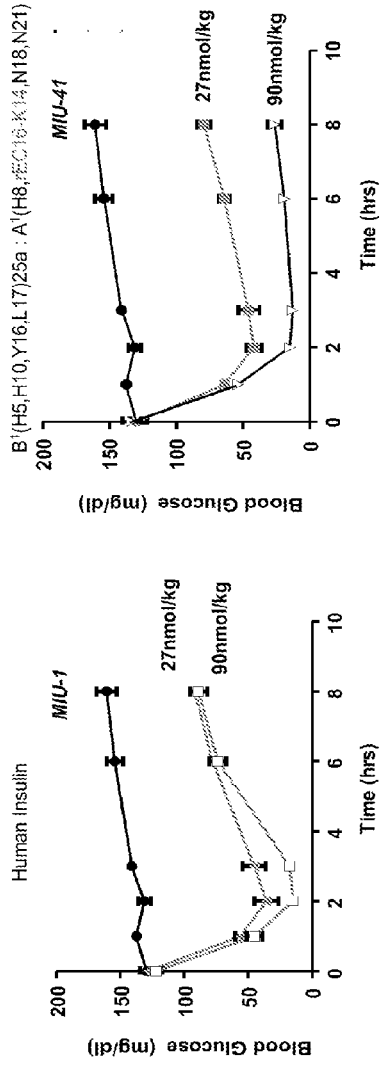 Human Insulin
MIU-1
27nmol/kg
90nmol/kg
Blood Glucose (mg/dl)
200
150
100
50
0
0 2 4 6 8 10
Time (hrs)
B¹(H5,H10,Y16,L17)25a : A¹(H8,rEC16-K14,N18,N21)
MIU-41
27nmol/kg
90nmol/kg
Blood Glucose (mg/dl)
200
150
100
50
0
0 2 4 6 8 10
Time (hrs)